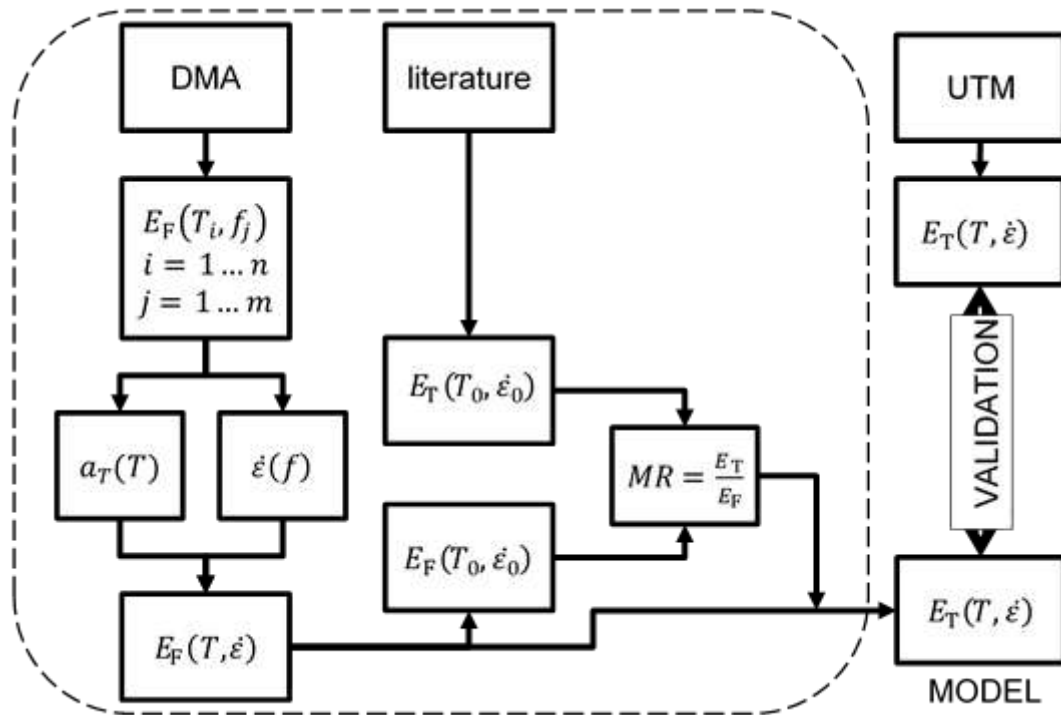 DMA
literature
UTM
E_F(T_i, f_j)
i = 1 … n
j = 1 … m
E_T(T, ε̇)
VALIDATION
E_T(T_0, ε̇_0)
a_T(T)
ε̇(f)
MR = E_T/E_F
E_F(T_0, ε̇_0)
E_F(T, ε̇)
E_T(T, ε̇)
MODEL